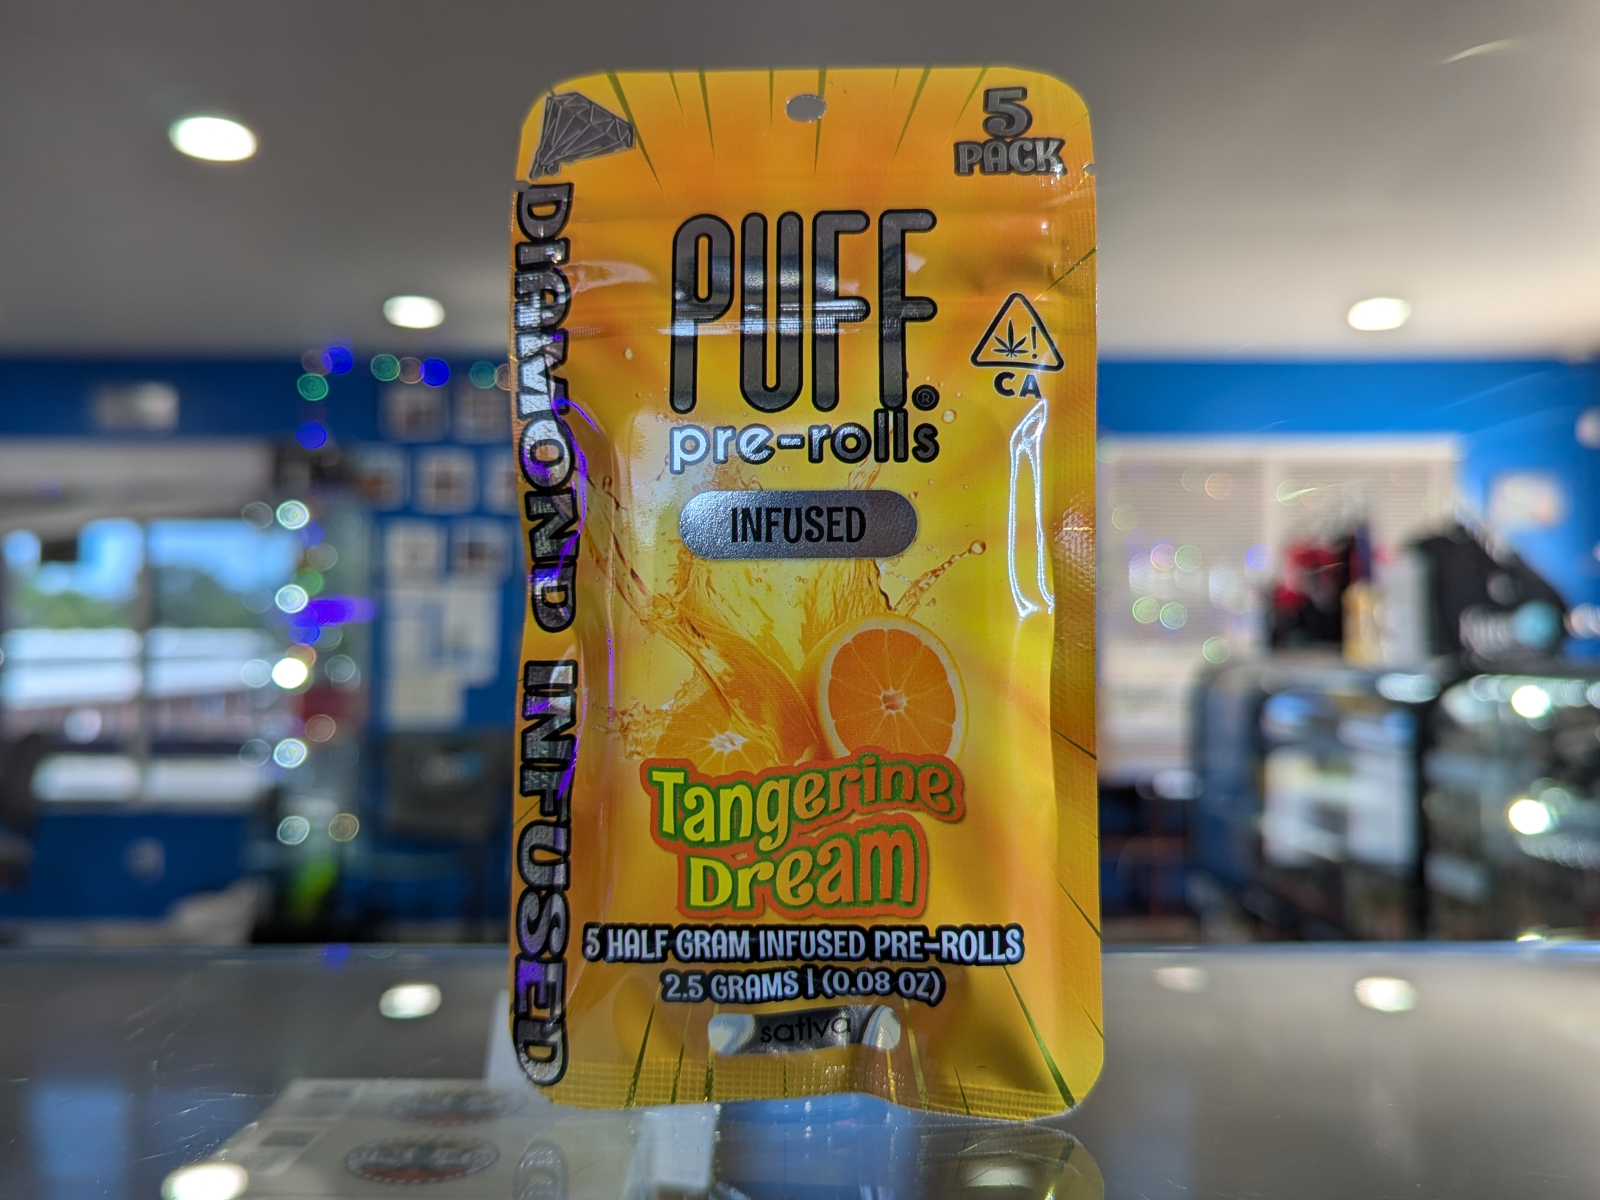 5
PACK
DIAMOND INFUSED
PUFF®
pre-rolls
CA
INFUSED
Tangerine
Dream
5 HALF GRAM INFUSED PRE-ROLLS
2.5 GRAMS | (0.08 OZ)
sativa